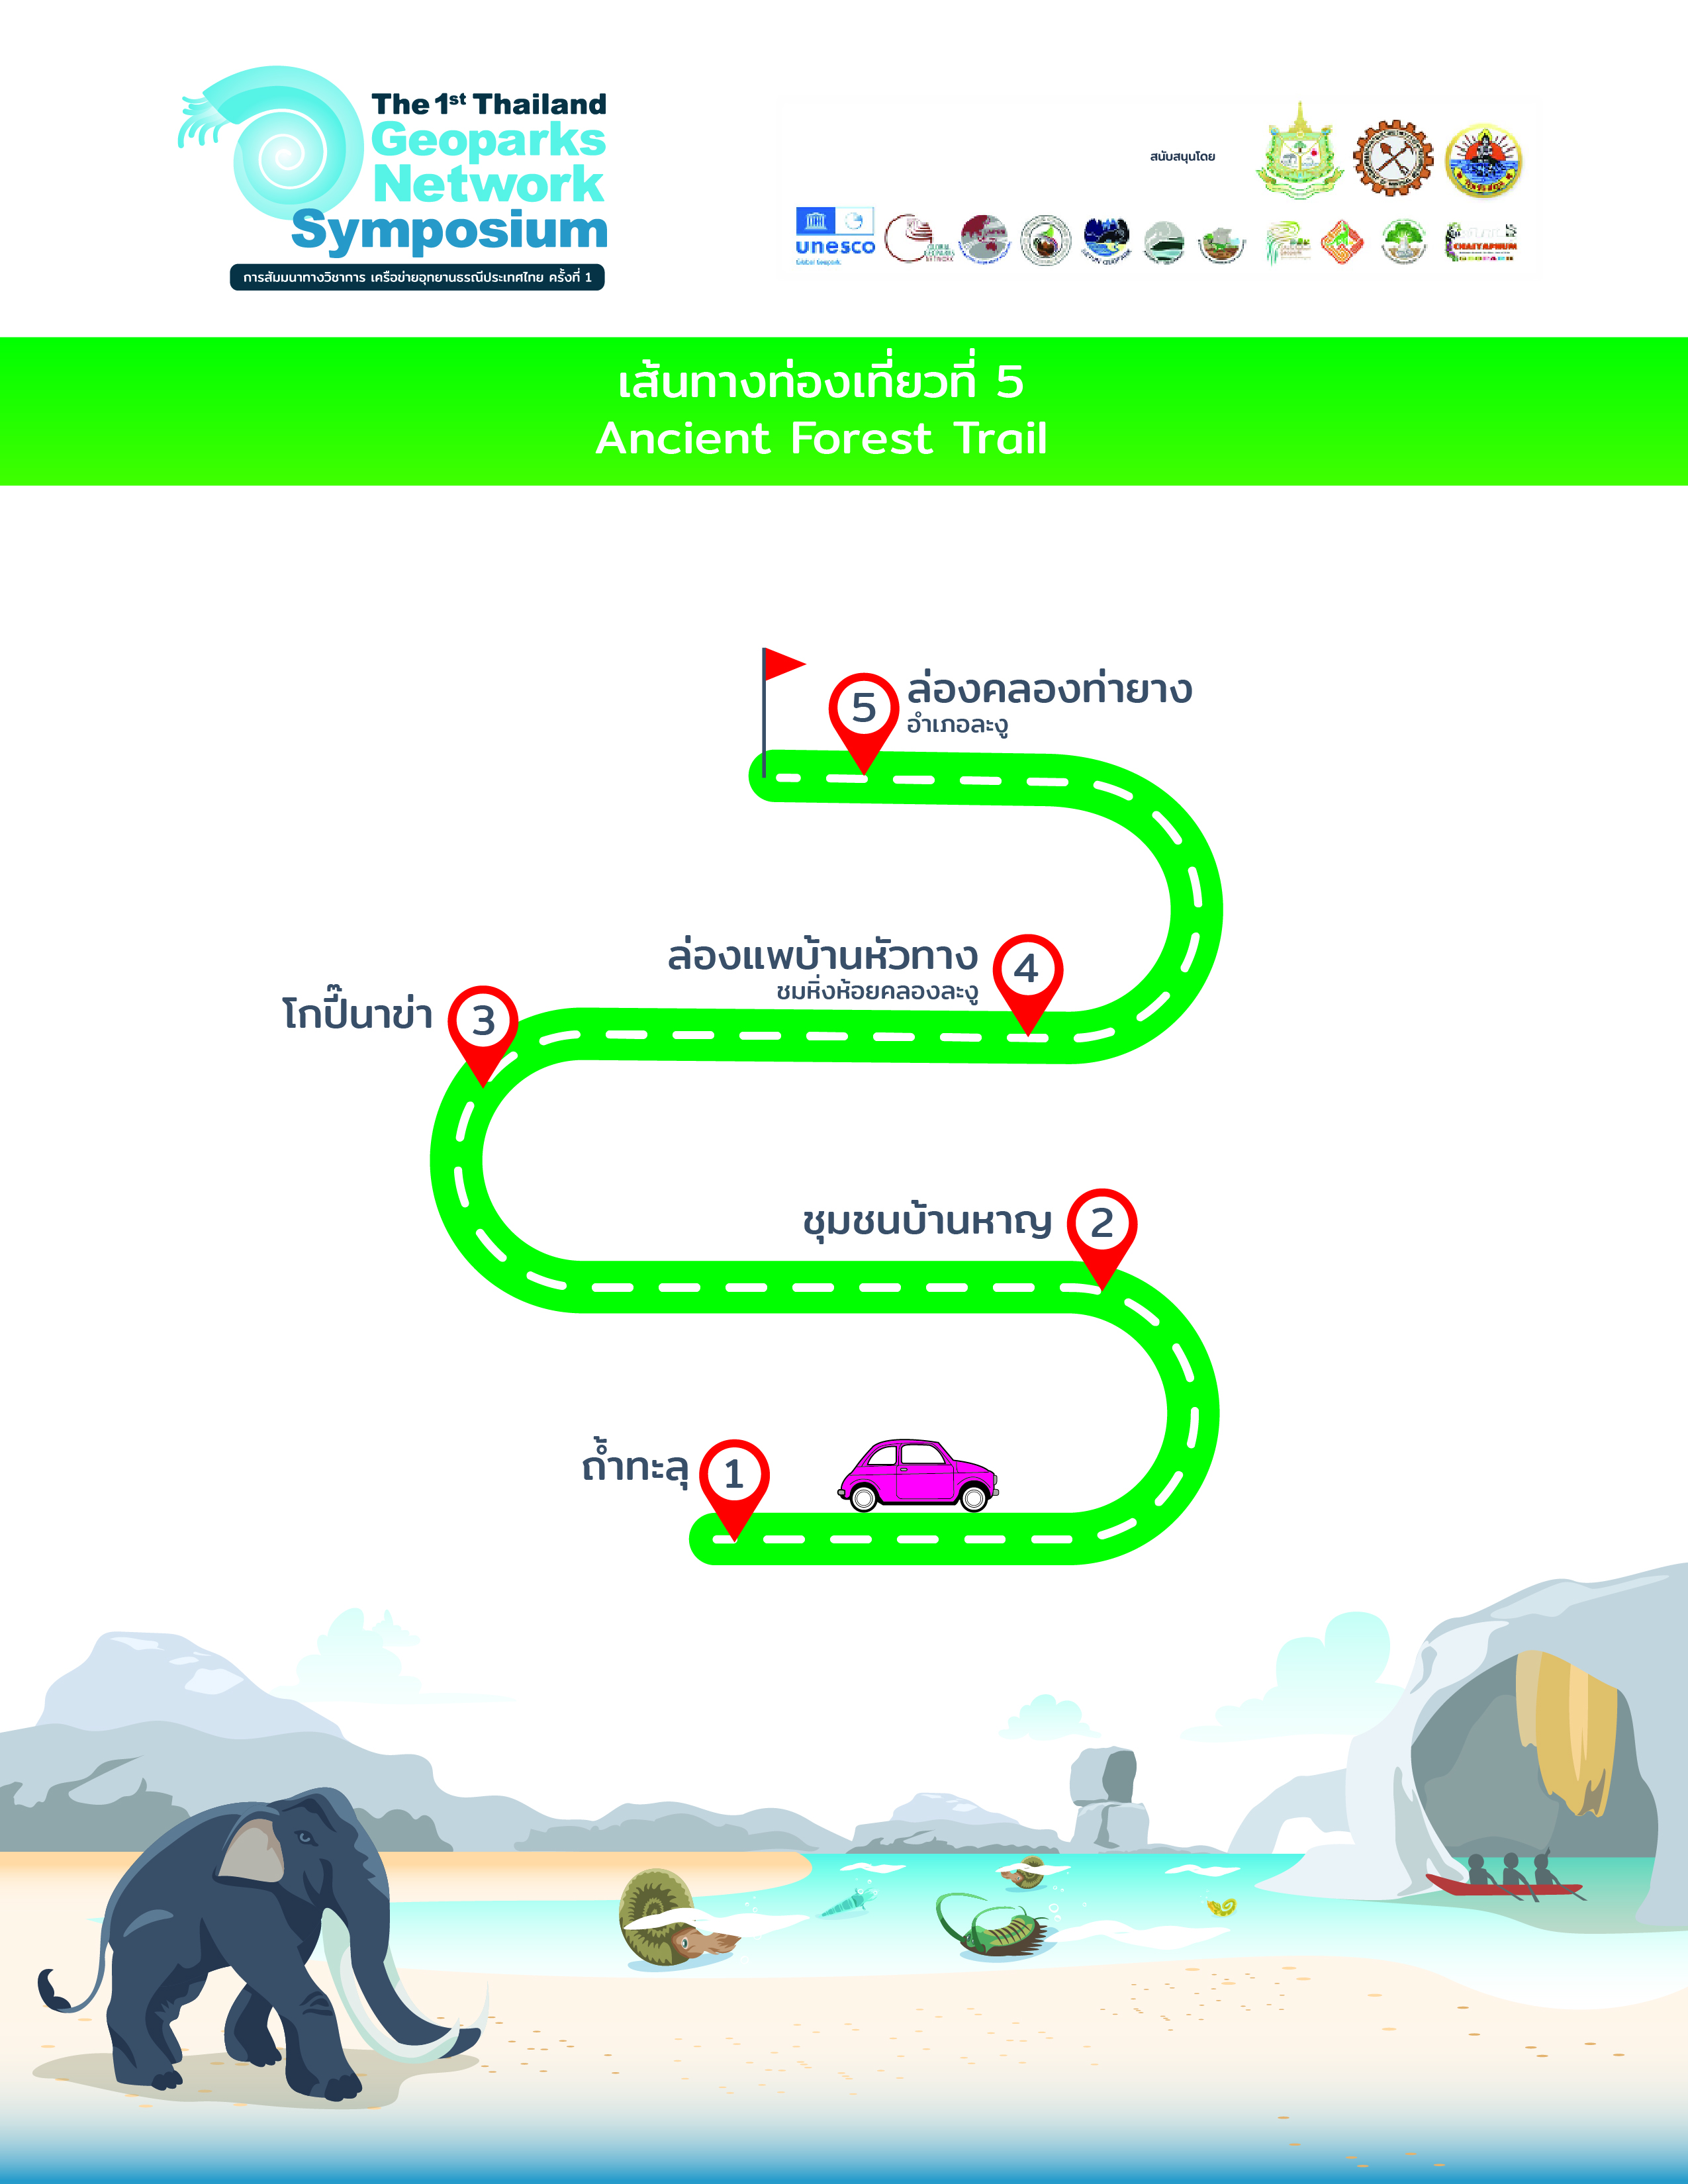 The 1st Thailand
Geoparks
Network
Symposium
การสัมมนาทางวิชาการ เครือข่ายอุทยานธรณีประเทศไทย ครั้งที่ 1
สนับสนุนโดย
unesco
Global Geopark
GLOBAL
GEOPARKS
NETWORK
CHAIYAPHUM
เส้นทางท่องเที่ยวที่ 5
Ancient Forest Trail
5
ล่องคลองท่ายาง
อำเภอละงู
ล่องแพบ้านหัวทาง
ชมหิ่งห้อยคลองละงู
4
โกปี๊นาข่า
3
ชุมชนบ้านหาญ
2
ถ้ำทะลุ
1